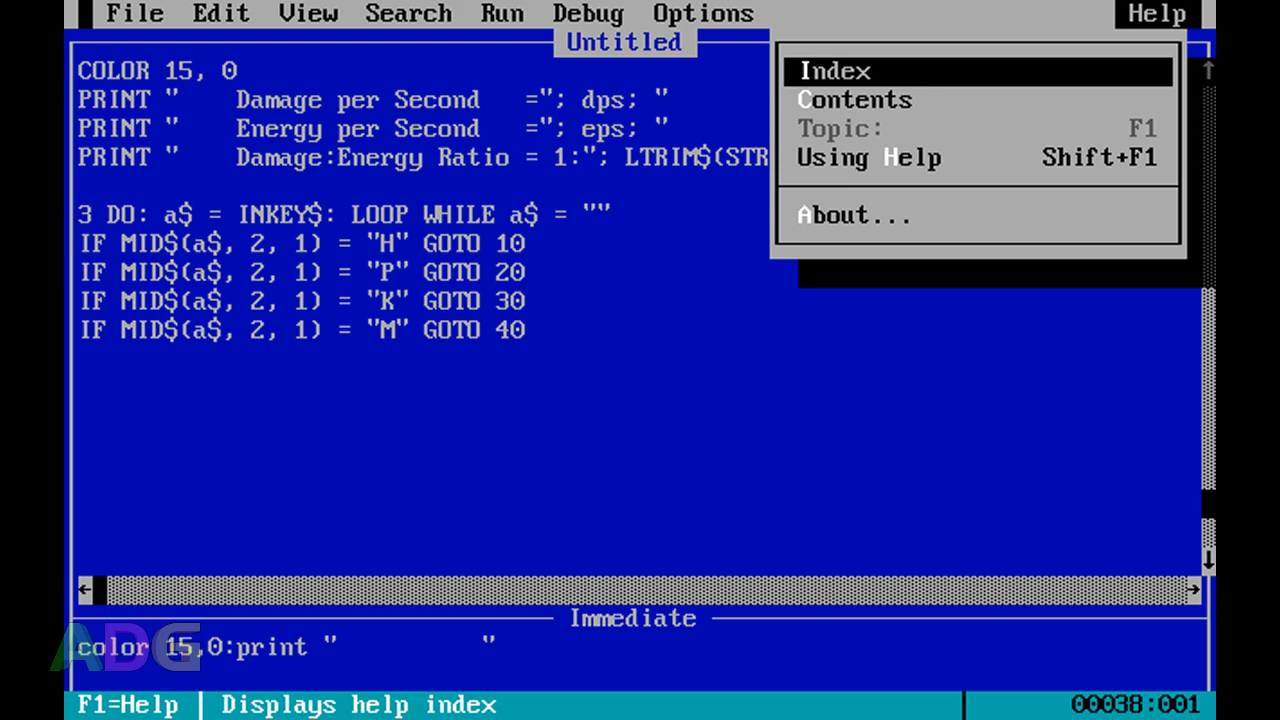 File Edit View Search Run Debug Options Help
Untitled
COLOR 15, 0
PRINT "    Damage per Second   ="; dps; "
PRINT "    Energy per Second   ="; eps; "
PRINT "    Damage:Energy Ratio = 1:"; LTRIM$(STR
3 DO: a$ = INKEY$: LOOP WHILE a$ = ""
IF MID$(a$, 2, 1) = "H" GOTO 10
IF MID$(a$, 2, 1) = "P" GOTO 20
IF MID$(a$, 2, 1) = "K" GOTO 30
IF MID$(a$, 2, 1) = "M" GOTO 40
Index
Contents
Topic: F1
Using Help Shift+F1
About...
Immediate
color 15,0:print "          "
ADG
F1=Help | Displays help index 00038:001